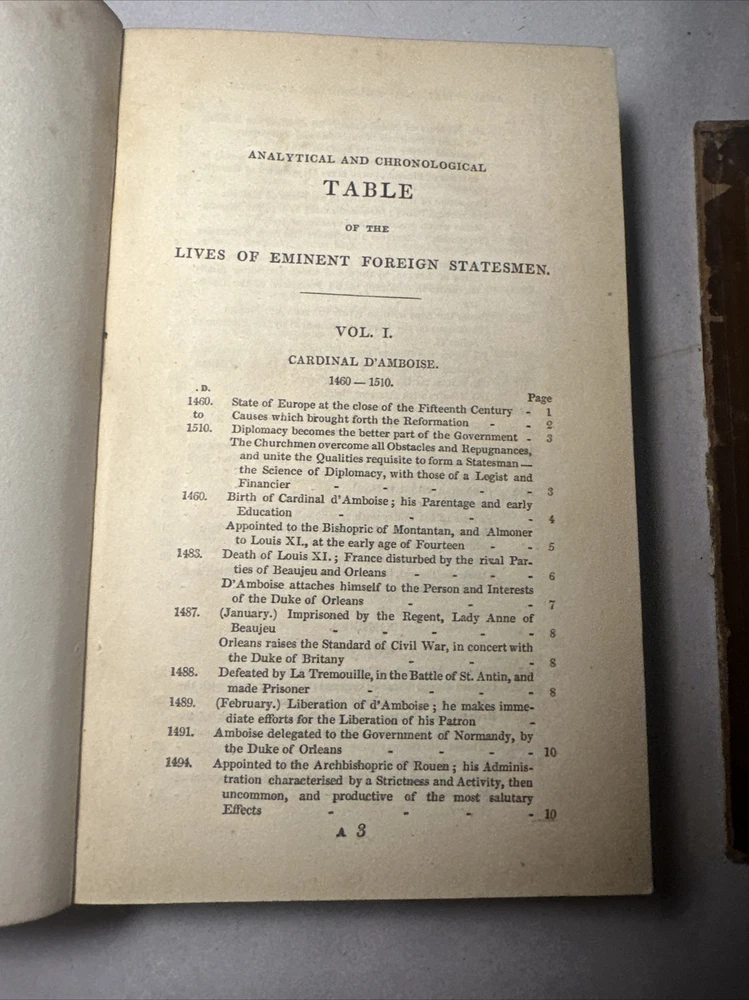 ANALYTICAL AND CHRONOLOGICAL
TABLE
OF THE
LIVES OF EMINENT FOREIGN STATESMEN.
VOL. I.
CARDINAL D'AMBOISE.
1460 — 1510.
. D.
Page
1460. State of Europe at the close of the Fifteenth Century - 1
to Causes which brought forth the Reformation - - 2
1510. Diplomacy becomes the better part of the Government - 3
The Churchmen overcome all Obstacles and Repugnances,
and unite the Qualities requisite to form a Statesman —
the Science of Diplomacy, with those of a Legist and
Financier - - - - - 3
1460. Birth of Cardinal d'Amboise; his Parentage and early
Education - - - - 4
Appointed to the Bishopric of Montantan, and Almoner
to Louis XI., at the early age of Fourteen - - 5
1483. Death of Louis XI.; France disturbed by the rival Par-
ties of Beaujeu and Orleans - - - - 6
D'Amboise attaches himself to the Person and Interests
of the Duke of Orleans - - - 7
1487. (January.) Imprisoned by the Regent, Lady Anne of
Beaujeu - - - - - 8
Orleans raises the Standard of Civil War, in concert with
the Duke of Britany - - - 8
1488. Defeated by La Tremouille, in the Battle of St. Antin, and
made Prisoner - - - - 8
1489. (February.) Liberation of d'Amboise; he makes imme-
diate efforts for the Liberation of his Patron -
1491. Amboise delegated to the Government of Normandy, by
the Duke of Orleans - - - - 10
1494. Appointed to the Archbishopric of Rouen; his Adminis-
tration characterised by a Strictness and Activity, then
uncommon, and productive of the most salutary
Effects - - - - 10
A 3